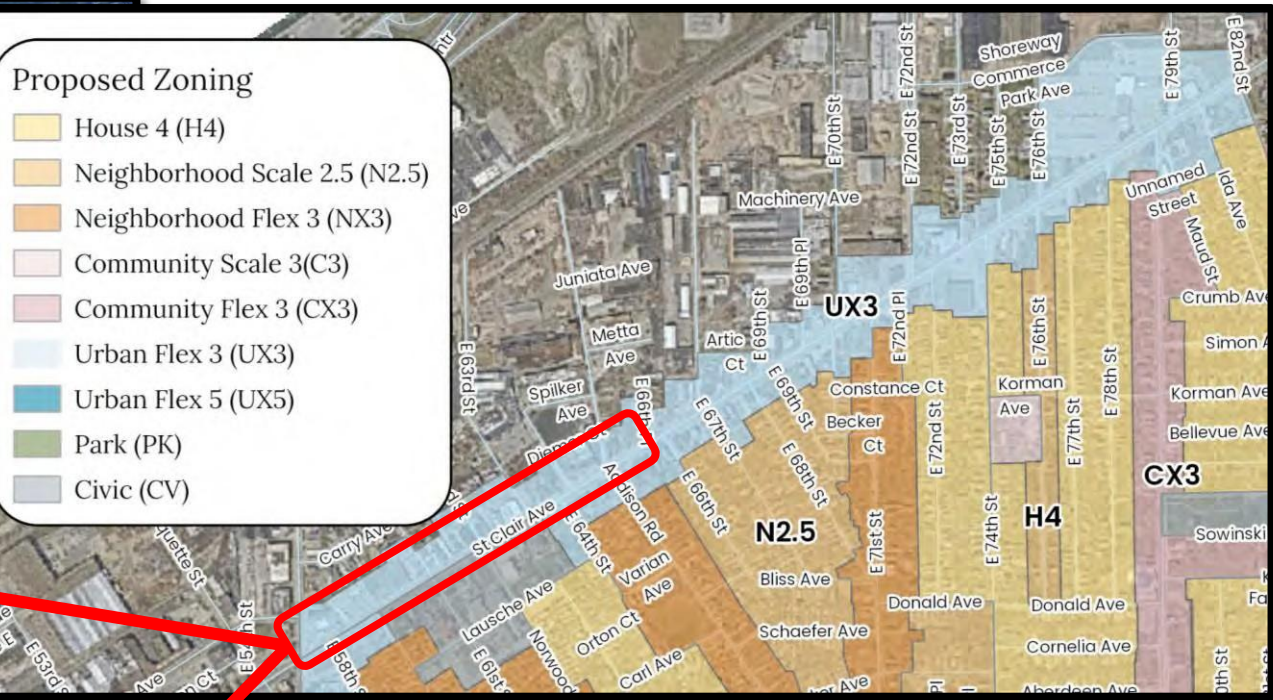 Proposed Zoning
House 4 (H4)
Neighborhood Scale 2.5 (N2.5)
Neighborhood Flex 3 (NX3)
Community Scale 3(C3)
Community Flex 3 (CX3)
Urban Flex 3 (UX3)
Urban Flex 5 (UX5)
Park (PK)
Civic (CV)
E 72nd St
Shoreway
Commerce
Park Ave
E 79th St
E 82nd St
E 70th St
E 72nd St
E 73rd St
E 75th St
E 76th St
Machinery Ave
Unnamed
Street
Ida Ave
Maud St
Juniata Ave
E 69th Pl
UX3
E 72nd Pl
Crumb Ave
Metta
Ave
Artic
Ct
E 69th St
E 76th St
E 78th St
Simon
E 63rd St
Spilker
Ave
E 66th Pl
E 67th St
E 69th St
Constance Ct
Korman
Ave
Korman Ave
Becker
Ct
E 72nd St
E 77th St
Bellevue Ave
Addison Rd
E 68th St
E 66th St
CX3
St Clair Ave
E 64th St
N2.5
E 71st St
E 74th St
H4
Sowinski
Carry Ave
Varian
Ave
Bliss Ave
Lausche Ave
Donald Ave
Donald Ave
Orton Ct
Schaefer Ave
Cornelia Ave
E 53rd
E 58th
E 61st
Norwood
Carl Ave
Aberdeen Ave